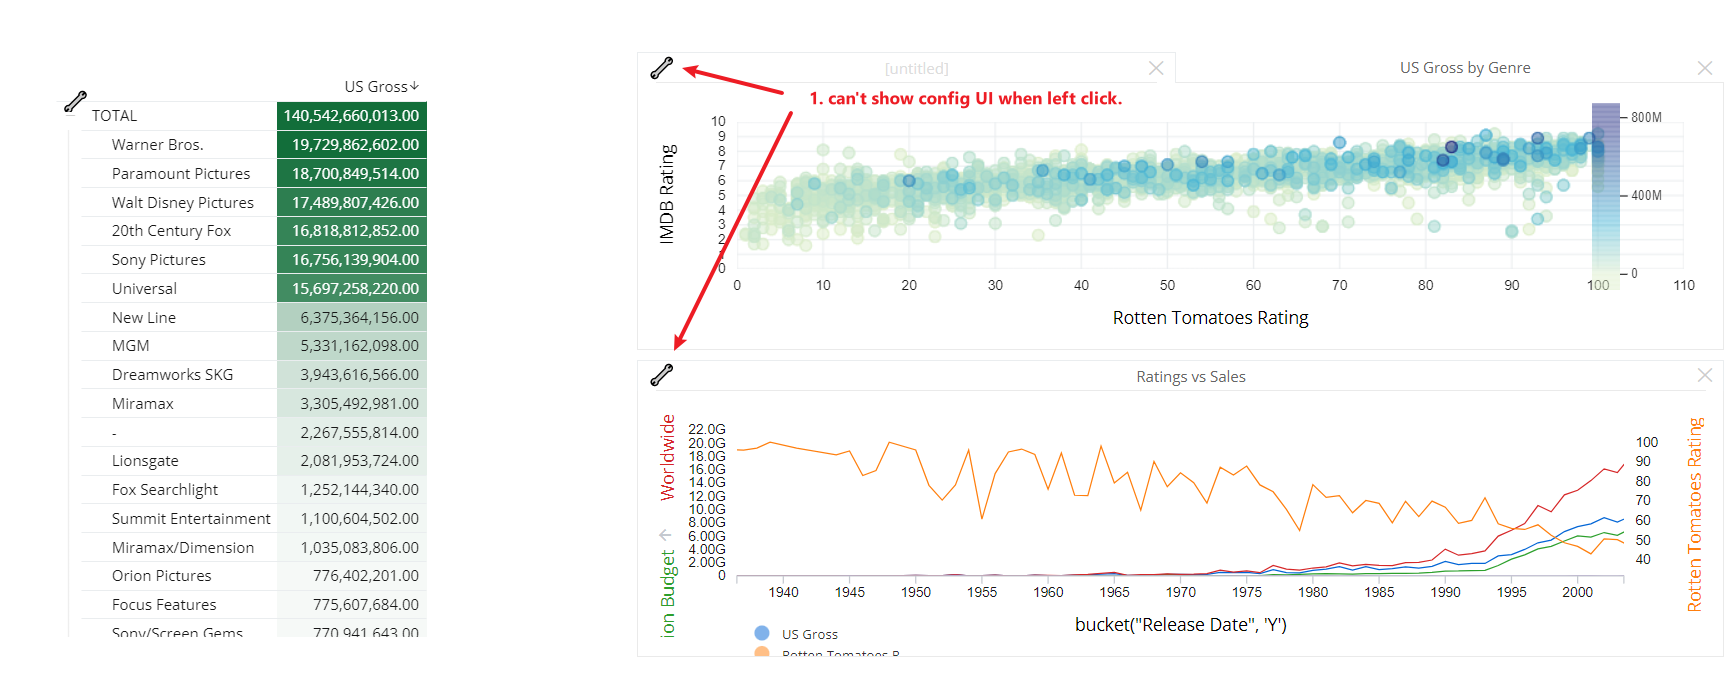 US Gross↓
TOTAL 140,542,660,013.00
Warner Bros. 19,729,862,602.00
Paramount Pictures 18,700,849,514.00
Walt Disney Pictures 17,489,807,426.00
20th Century Fox 16,818,812,852.00
Sony Pictures 16,756,139,904.00
Universal 15,697,258,220.00
New Line 6,375,364,156.00
MGM 5,331,162,098.00
Dreamworks SKG 3,943,616,566.00
Miramax 3,305,492,981.00
- 2,267,555,814.00
Lionsgate 2,081,953,724.00
Fox Searchlight 1,252,144,340.00
Summit Entertainment 1,100,604,502.00
Miramax/Dimension 1,035,083,806.00
Orion Pictures 776,402,201.00
Focus Features 775,607,684.00
Sony/Screen Gems 770,941,643.00
[untitled]
US Gross by Genre
1. can't show config UI when left click.
IMDB Rating
10
9
8
7
6
5
4
3
2
0
0 10 20 30 40 50 60 70 80 90 100 110
Rotten Tomatoes Rating
800M
400M
0
Ratings vs Sales
Worldwide
ion Budget
22.0G
20.0G
18.0G
16.0G
14.0G
12.0G
10.0G
8.00G
6.00G
4.00G
2.00G
0
100
90
80
70
60
50
40
Rotten Tomatoes Rating
1940 1945 1950 1955 1960 1965 1970 1975 1980 1985 1990 1995 2000
bucket("Release Date", 'Y')
US Gross
Rotten Tomatoes R